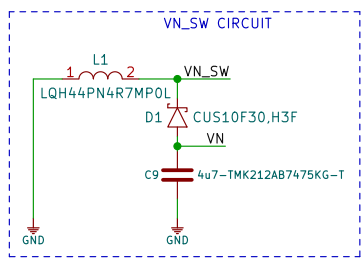 VN_SW CIRCUIT
L1
1 2
VN_SW
LQH44PN4R7MP0L
D1 CUS10F30,H3F
VN
C9 4u7-TMK212AB7475KG-T
GND GND